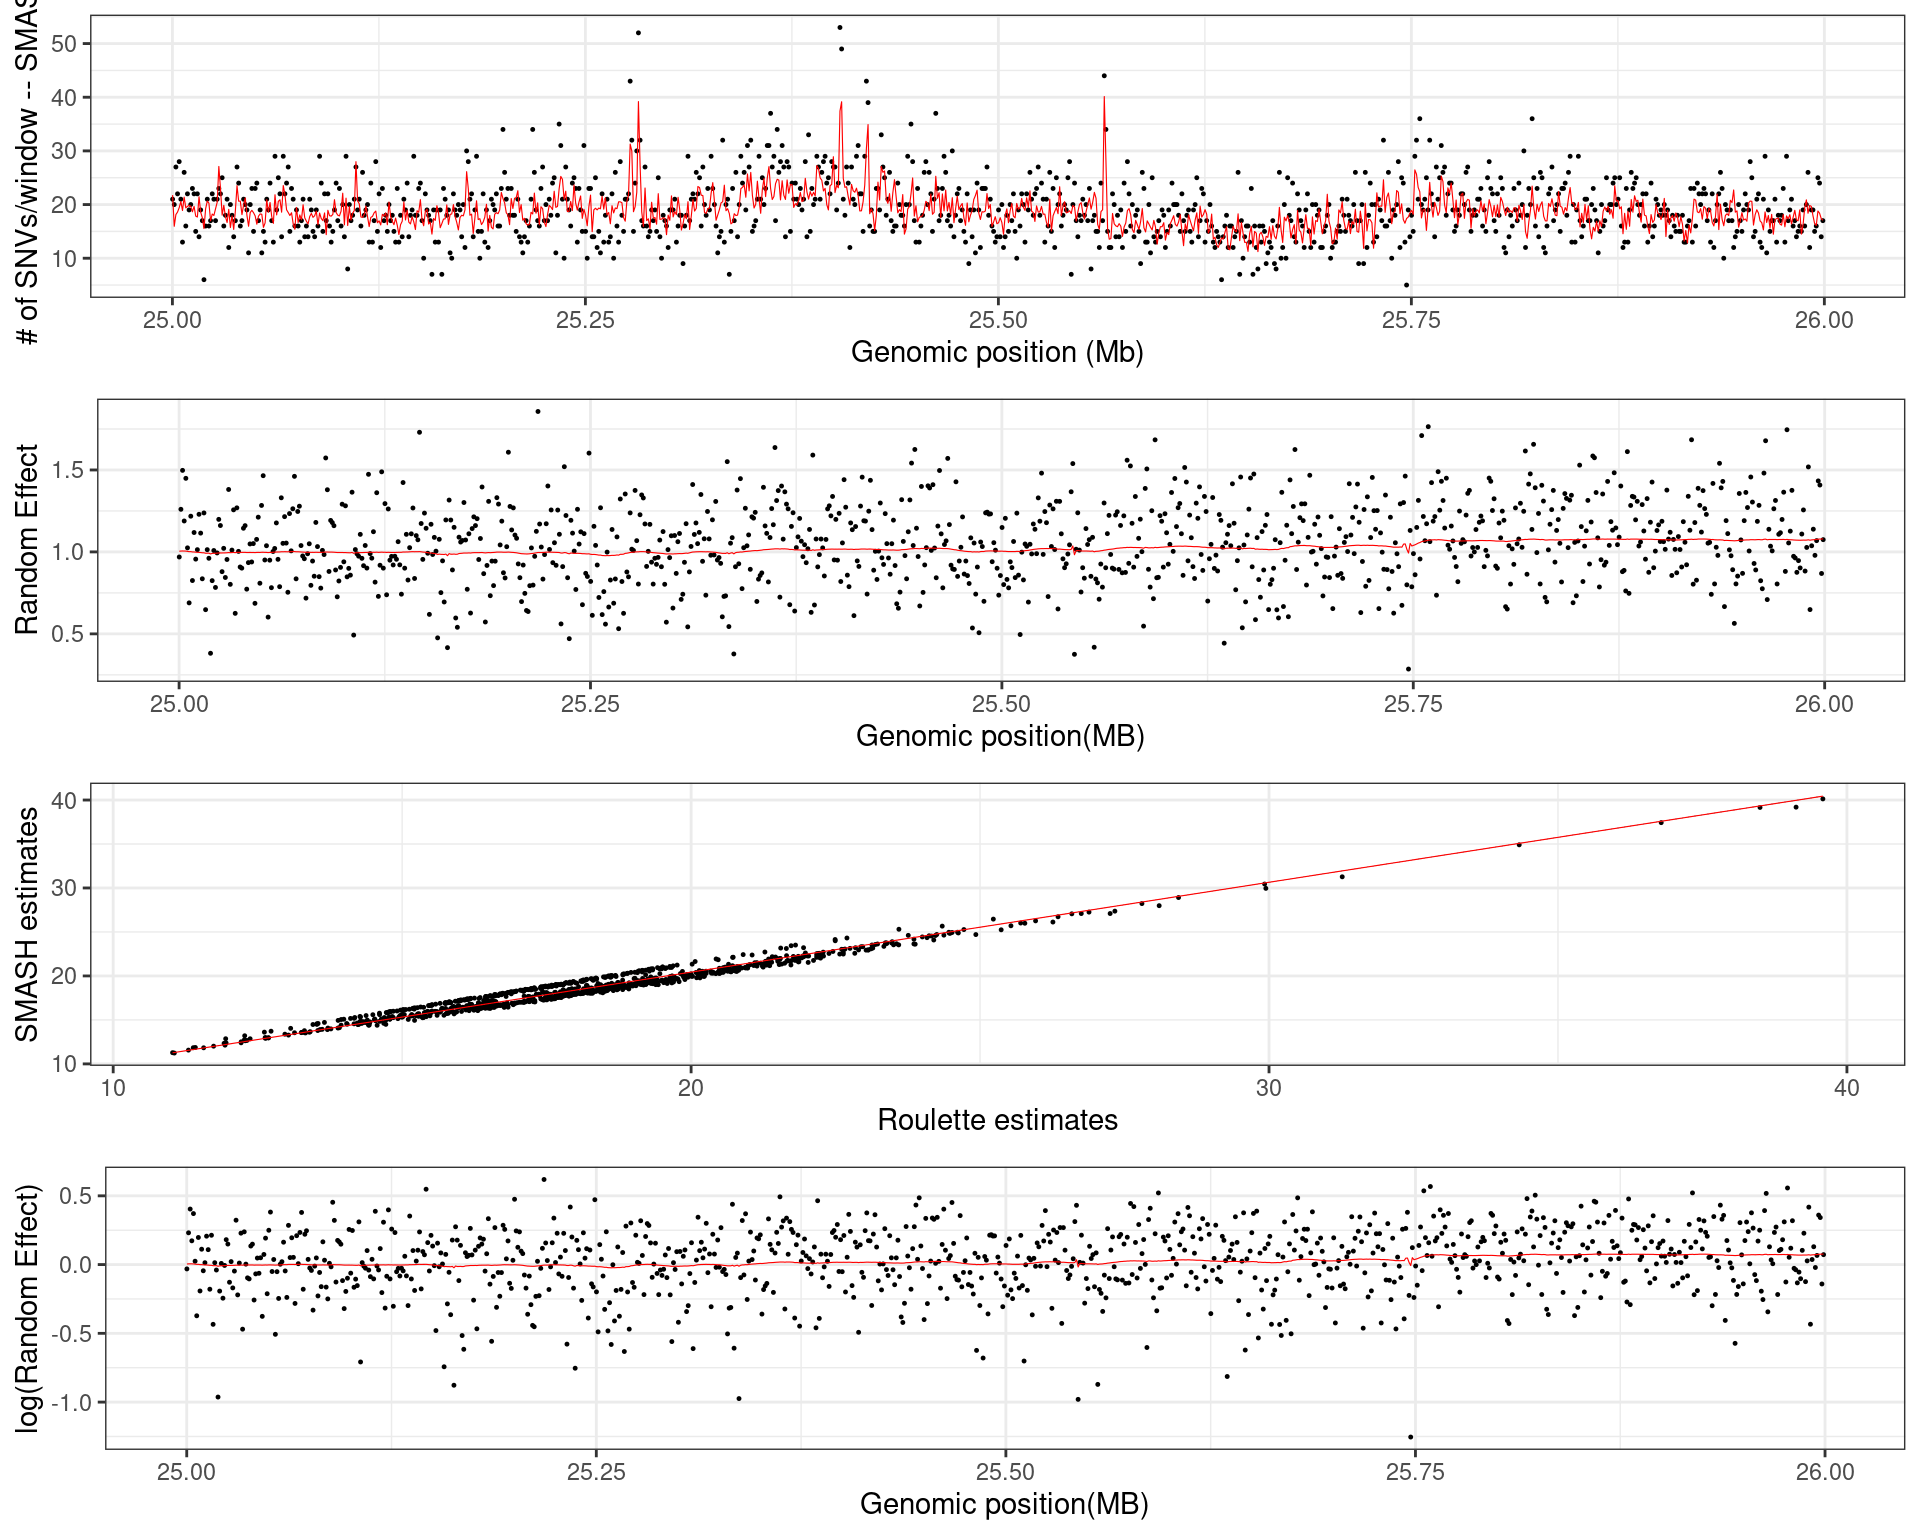 # of SNVs/window -- SMAS
50
40
30
20
10
25.00 25.25 25.50 25.75 26.00
Genomic position (Mb)
Random Effect
1.5
1.0
0.5
25.00 25.25 25.50 25.75 26.00
Genomic position(MB)
SMASH estimates
40
30
20
10
10 20 30 40
Roulette estimates
log(Random Effect)
0.5
0.0
-0.5
-1.0
25.00 25.25 25.50 25.75 26.00
Genomic position(MB)